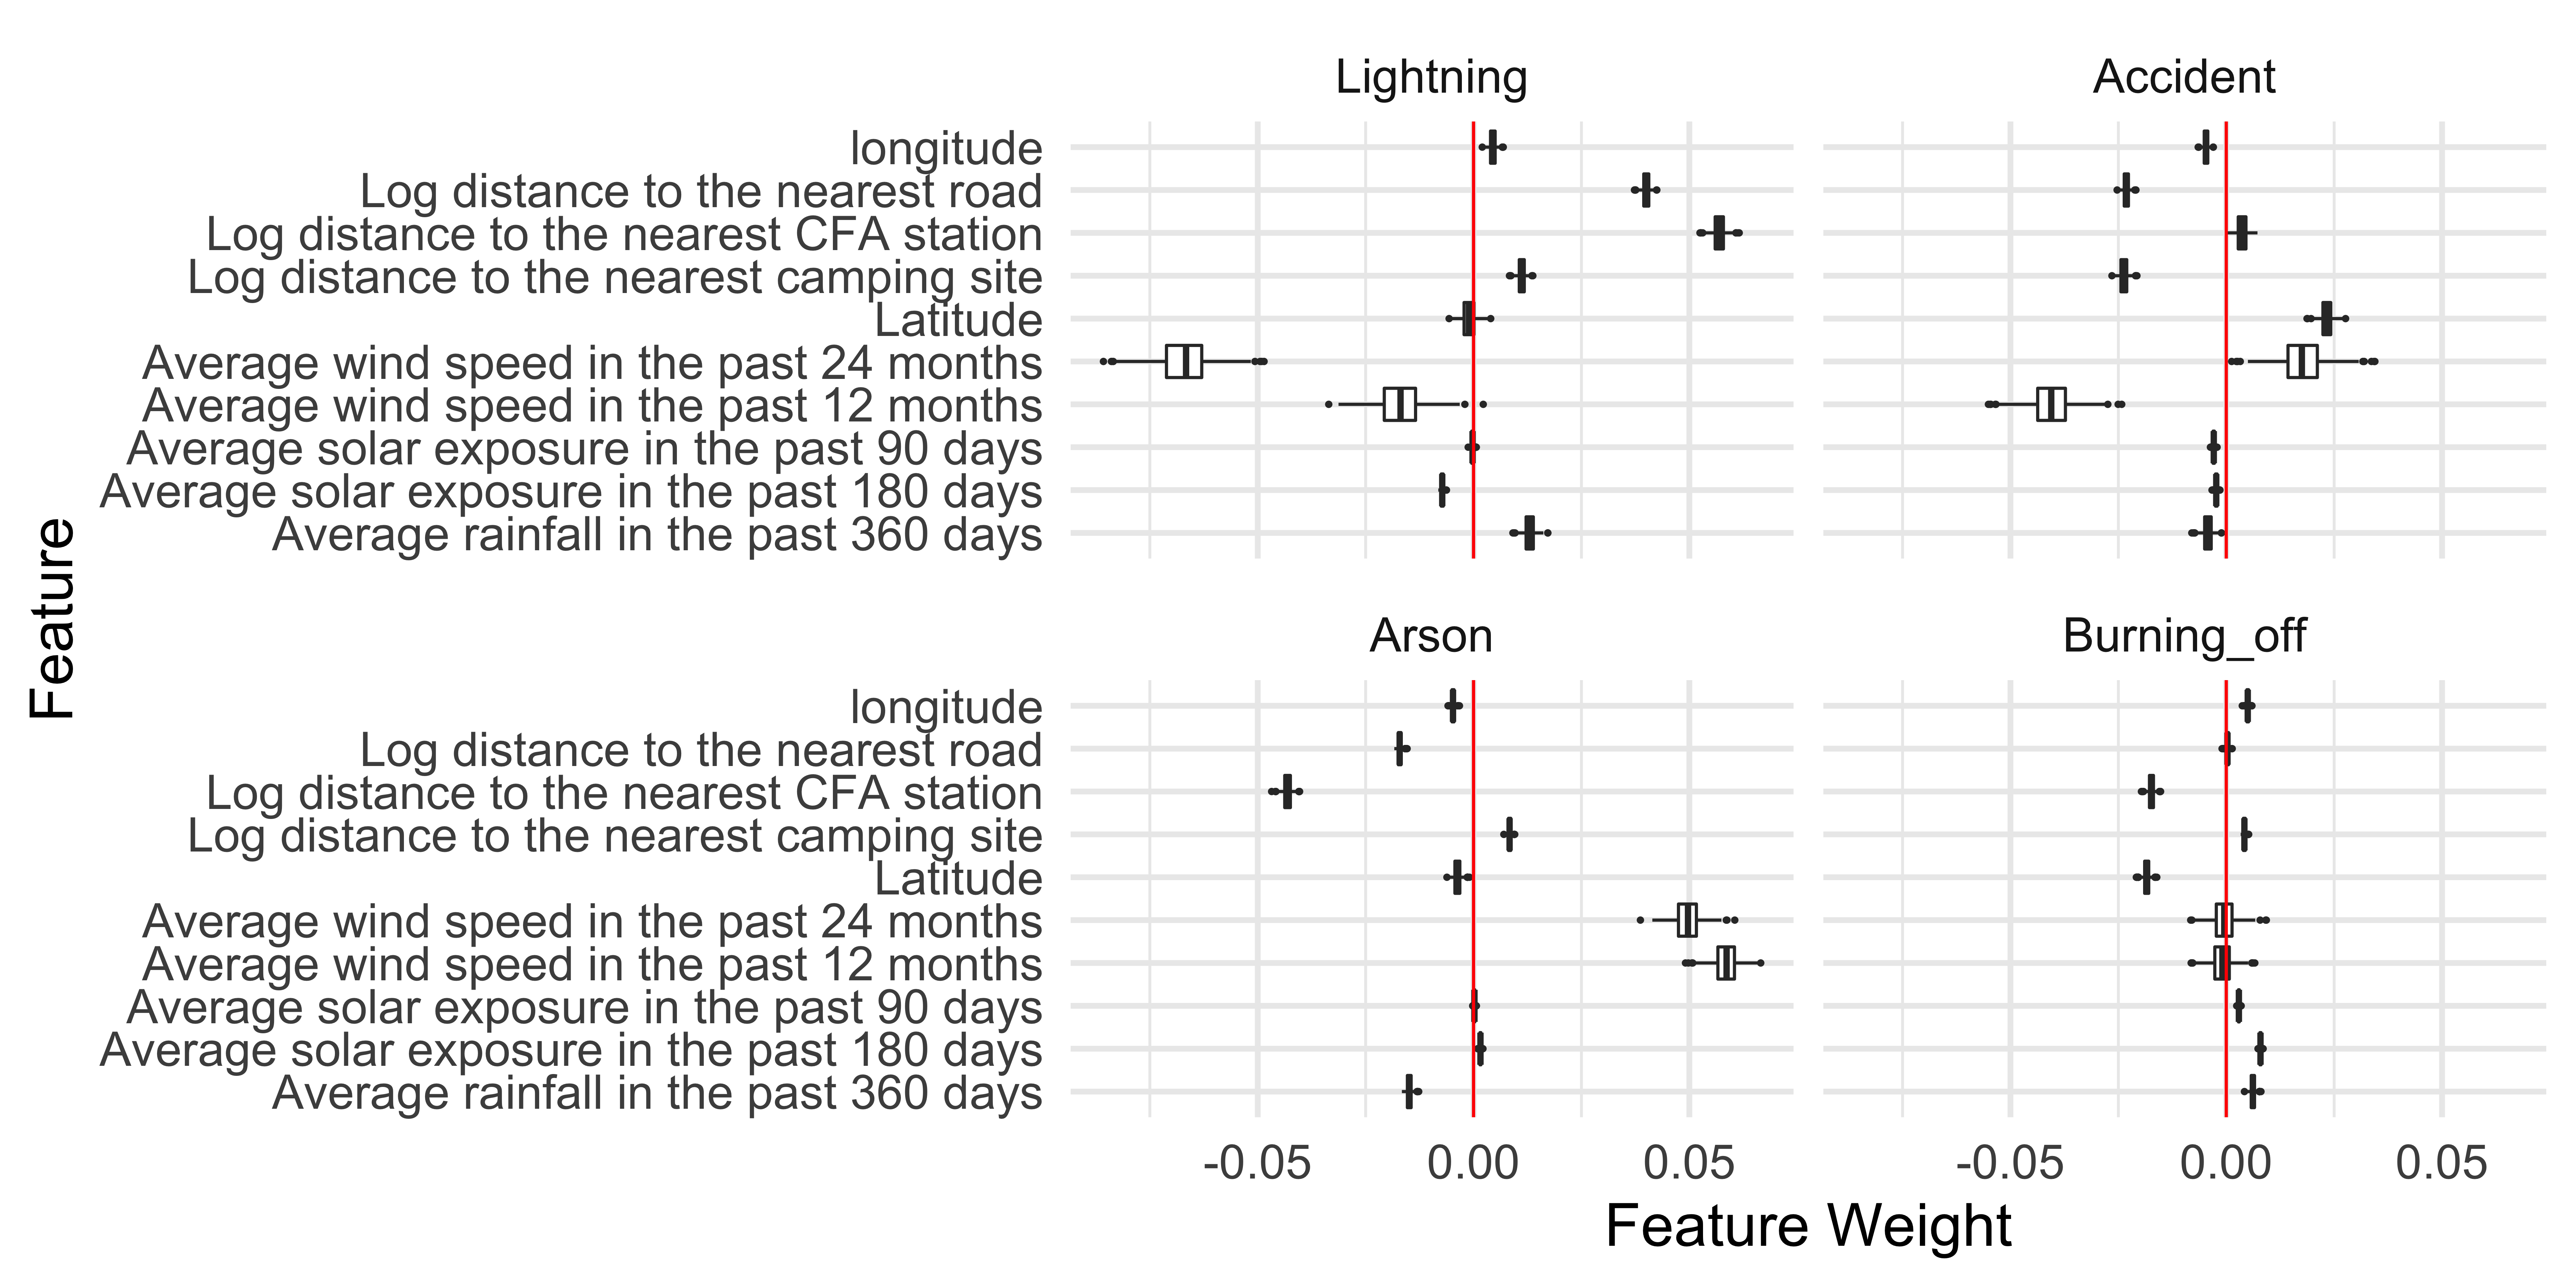 Lightning
Accident
longitude
Log distance to the nearest road
Log distance to the nearest CFA station
Log distance to the nearest camping site
Latitude
Average wind speed in the past 24 months
Average wind speed in the past 12 months
Average solar exposure in the past 90 days
Average solar exposure in the past 180 days
Average rainfall in the past 360 days
Feature
Arson
Burning_off
longitude
Log distance to the nearest road
Log distance to the nearest CFA station
Log distance to the nearest camping site
Latitude
Average wind speed in the past 24 months
Average wind speed in the past 12 months
Average solar exposure in the past 90 days
Average solar exposure in the past 180 days
Average rainfall in the past 360 days
-0.05 0.00 0.05
-0.05 0.00 0.05
Feature Weight